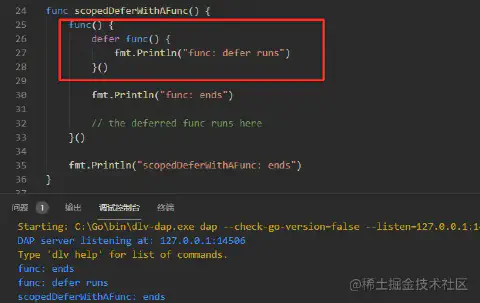 24 func scopedDeferWithAFunc() {
25 func() {
26 defer func() {
27 fmt.Println("func: defer runs")
28 }()
29
30 fmt.Println("func: ends")
31
32 // the deferred func runs here
33 }()
34
35 fmt.Println("scopedDeferWithAFunc: ends")
36 }
37
问题 1 输出 调试控制台 终端
Starting: C:\Go\bin\dlv-dap.exe dap --check-go-version=false --listen=127.0.0.1:14
DAP server listening at: 127.0.0.1:14506
Type 'dlv help' for list of commands.
func: ends
func: defer runs
scopedDeferWithAFunc: ends
@稀土掘金技术社区